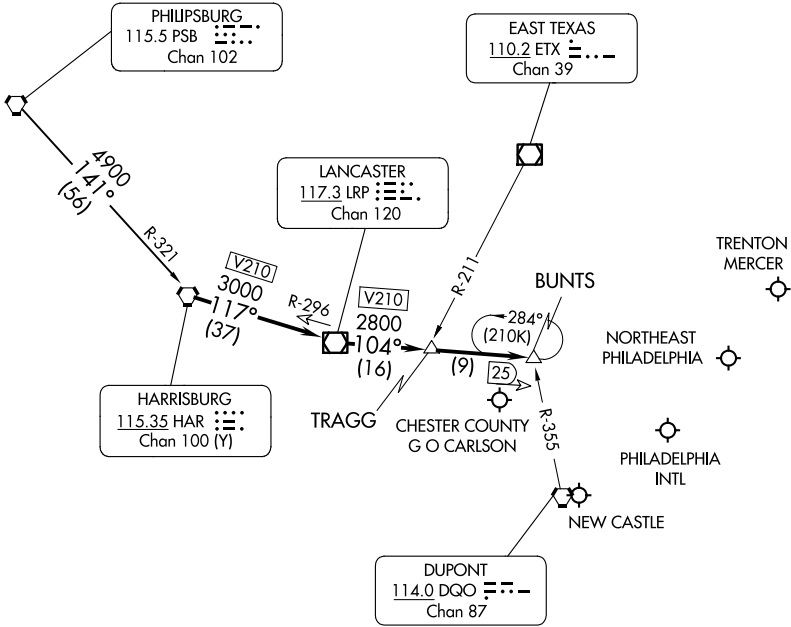 PHILIPSBURG
115.5 PSB
Chan 102
EAST TEXAS
110.2 ETX
Chan 39
4900
141°
(56)
R-321
LANCASTER
117.3 LRP
Chan 120
V210
3000
117°
(37)
R-296
V210
2800
104°
(16)
R-211
BUNTS
284°
(210K)
(9)
25
TRENTON
MERCER
NORTHEAST
PHILADELPHIA
HARRISBURG
115.35 HAR
Chan 100 (Y)
TRAGG
CHESTER COUNTY
G O CARLSON
R-355
PHILADELPHIA
INTL
NEW CASTLE
DUPONT
114.0 DQO
Chan 87